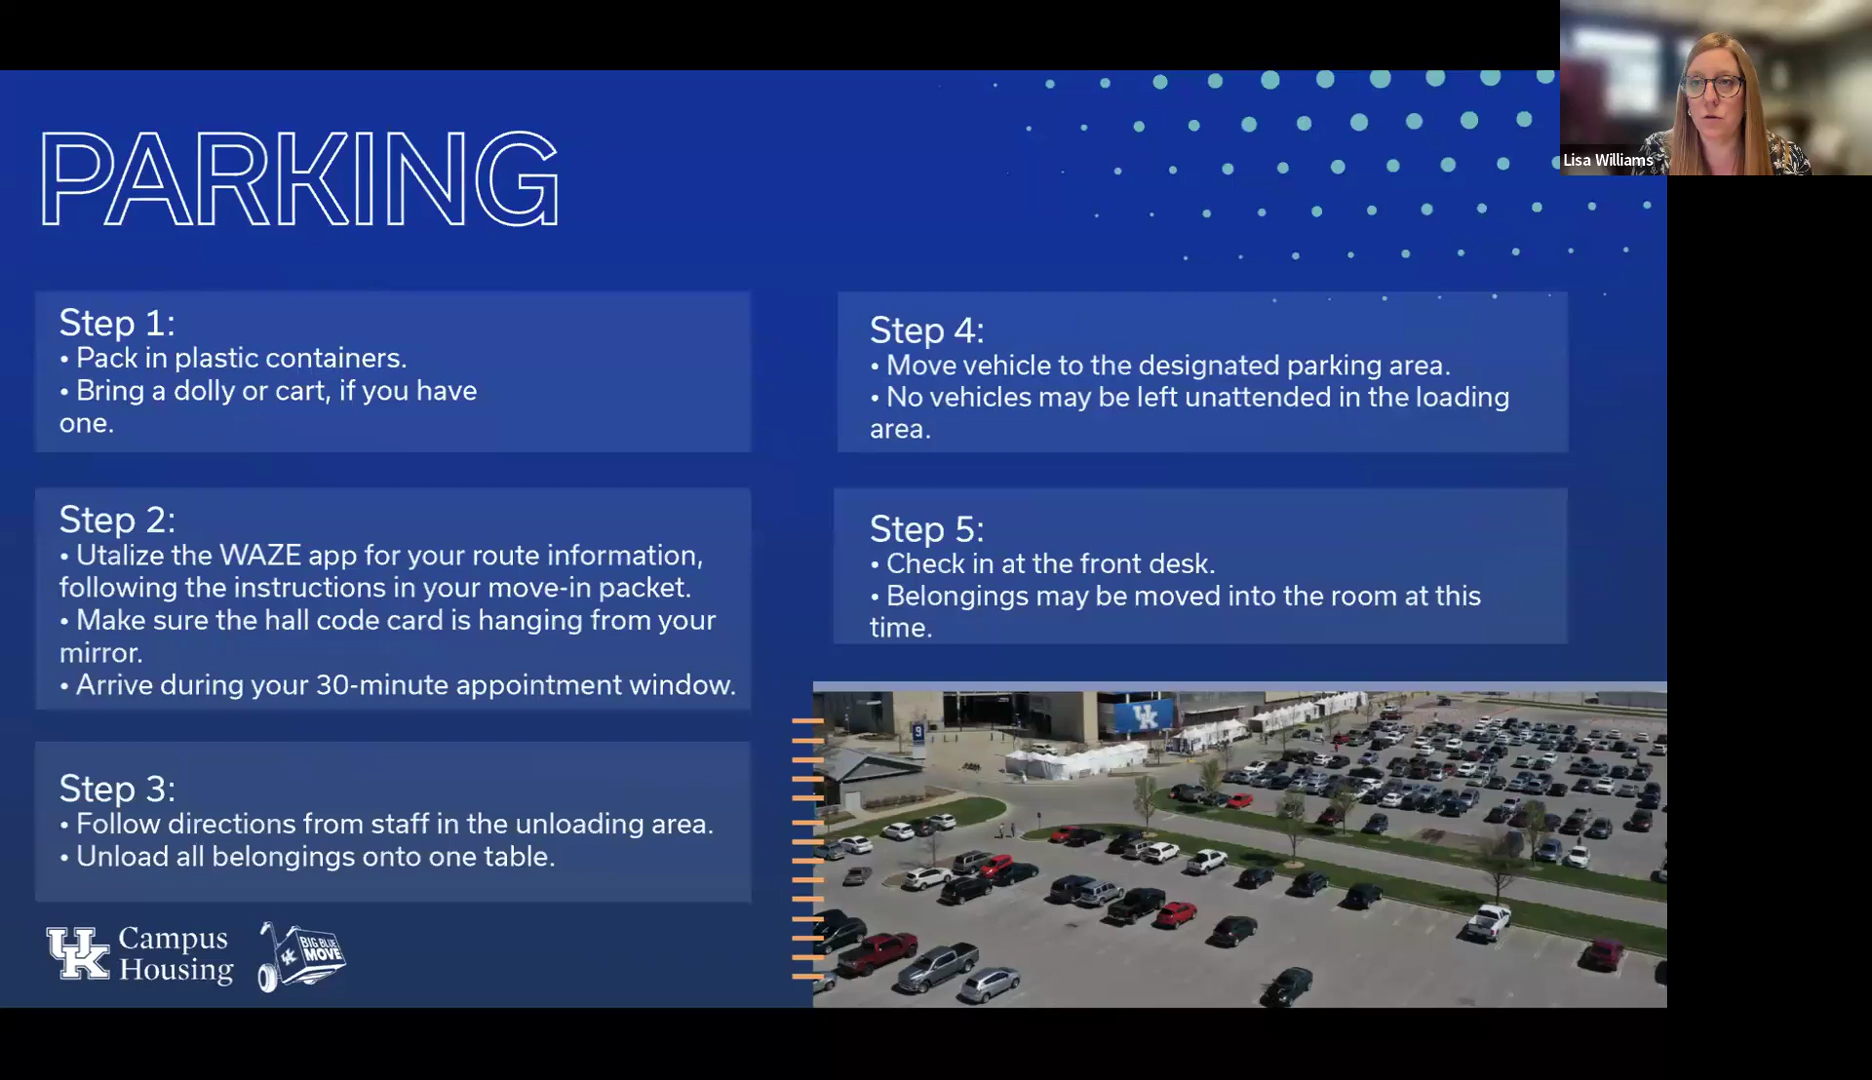 PARKING
Lisa Williams
Step 1:
• Pack in plastic containers.
• Bring a dolly or cart, if you have
one.
Step 2:
• Utalize the WAZE app for your route information,
following the instructions in your move-in packet.
• Make sure the hall code card is hanging from your
mirror.
• Arrive during your 30-minute appointment window.
Step 3:
• Follow directions from staff in the unloading area.
• Unload all belongings onto one table.
Step 4:
• Move vehicle to the designated parking area.
• No vehicles may be left unattended in the loading
area.
Step 5:
• Check in at the front desk.
• Belongings may be moved into the room at this
time.
9
UK
UK Campus
Housing
UK BIG BLUE
MOVE